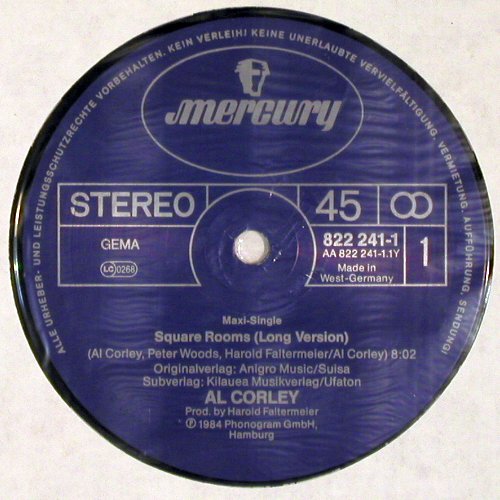 ALLE URHEBER- UND LEISTUNGSSCHUTZRECHTE VORBEHALTEN. KEIN VERLEIH! KEINE UNERLAUBTE VERVIELFÄLTIGUNG, VERMIETUNG, AUFFÜHRUNG, SENDUNG!
mercury
STEREO 45 ∞
GEMA 822 241-1 1
AA 822 241-1.1Y
LC 0268 Made in
West-Germany
Maxi-Single
Square Rooms (Long Version)
(Al Corley, Peter Woods, Harold Faltermeier/Al Corley) 8:02
Originalverlag: Anigro Music/Suisa
Subverlag: Kilauea Musikverlag/Ufaton
AL CORLEY
Prod. by Harold Faltermeier
℗ 1984 Phonogram GmbH,
Hamburg